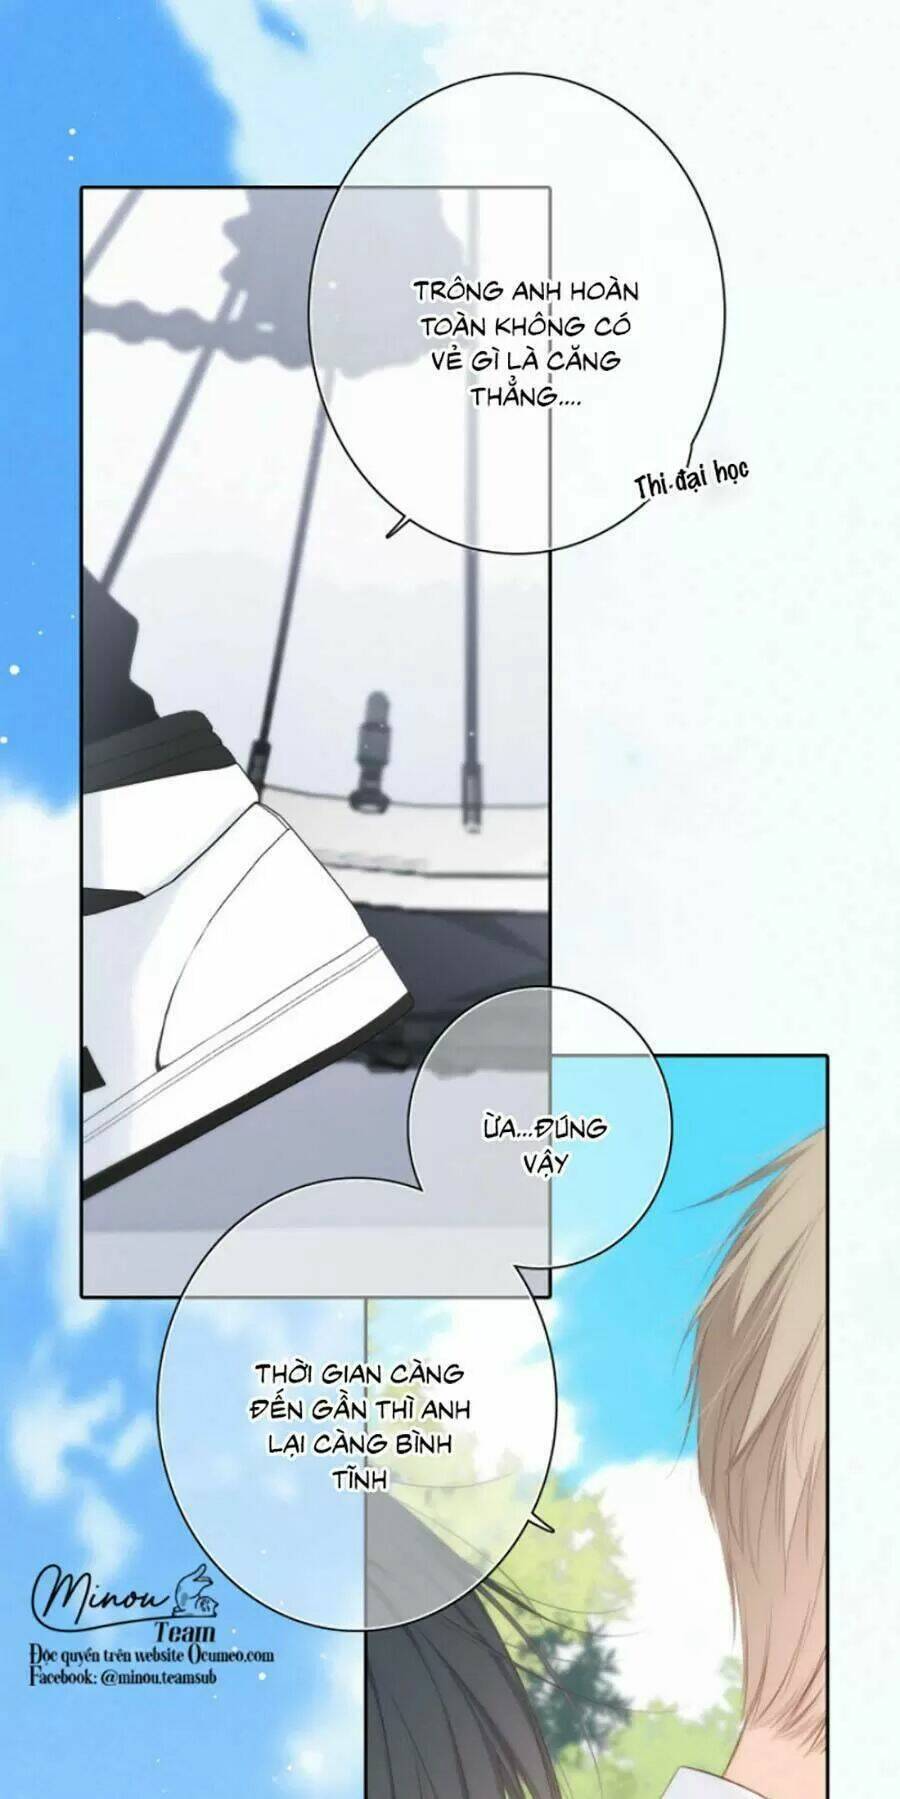 TRÔNG ANH HOÀN
TOÀN KHÔNG CÓ
VẺ GÌ LÀ CĂNG
THẲNG....
Thi đại học
ỪA...ĐÚNG
VẬY
THỜI GIAN CÀNG
ĐẾN GẦN THÌ ANH
LẠI CÀNG BÌNH
TĨNH
Minou
Team
Độc quyền trên website Ocumeo.com
Facebook: @minou.teamsub